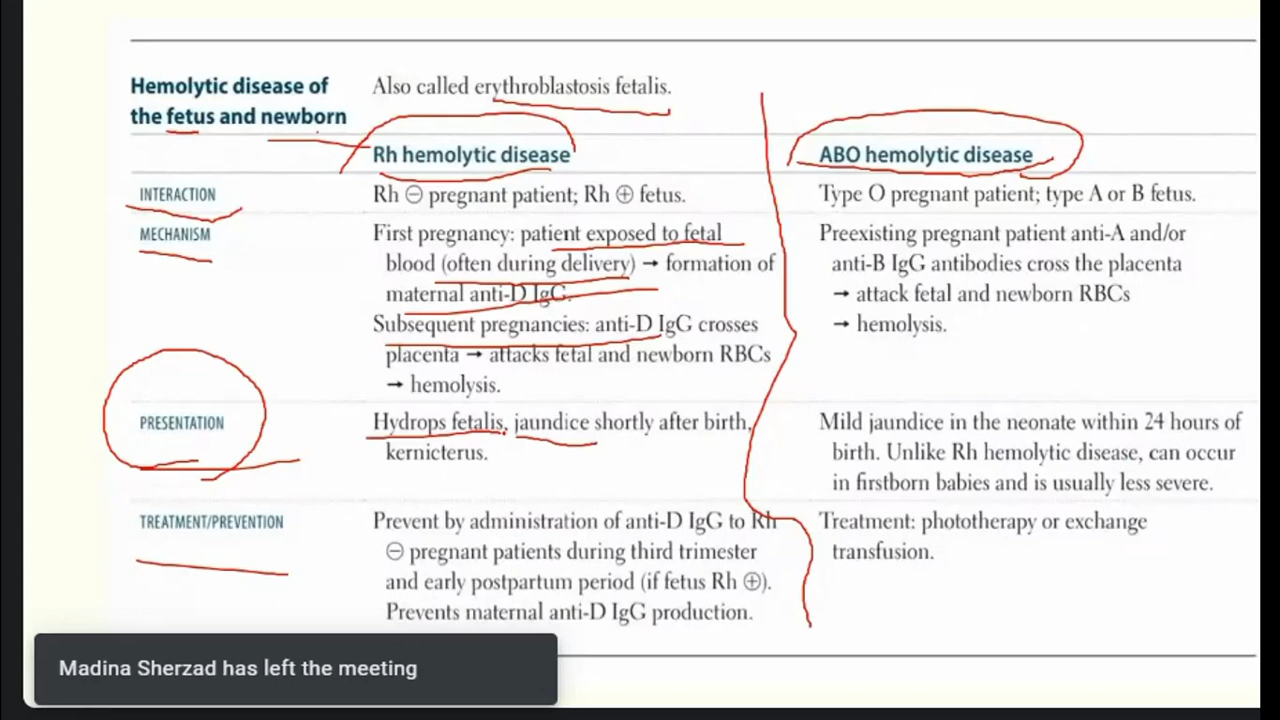 Hemolytic disease of
the fetus and newborn
Also called erythroblastosis fetalis.
Rh hemolytic disease
ABO hemolytic disease
INTERACTION
Rh ⊖ pregnant patient; Rh ⊕ fetus.
Type O pregnant patient; type A or B fetus.
MECHANISM
First pregnancy: patient exposed to fetal
blood (often during delivery) → formation of
maternal anti-D IgG.
Subsequent pregnancies: anti-D IgG crosses
placenta → attacks fetal and newborn RBCs
→ hemolysis.
Preexisting pregnant patient anti-A and/or
anti-B IgG antibodies cross the placenta
→ attack fetal and newborn RBCs
→ hemolysis.
PRESENTATION
Hydrops fetalis, jaundice shortly after birth,
kernicterus.
Mild jaundice in the neonate within 24 hours of
birth. Unlike Rh hemolytic disease, can occur
in firstborn babies and is usually less severe.
TREATMENT/PREVENTION
Prevent by administration of anti-D IgG to Rh
⊖ pregnant patients during third trimester
and early postpartum period (if fetus Rh ⊕).
Prevents maternal anti-D IgG production.
Treatment: phototherapy or exchange
transfusion.
Madina Sherzad has left the meeting